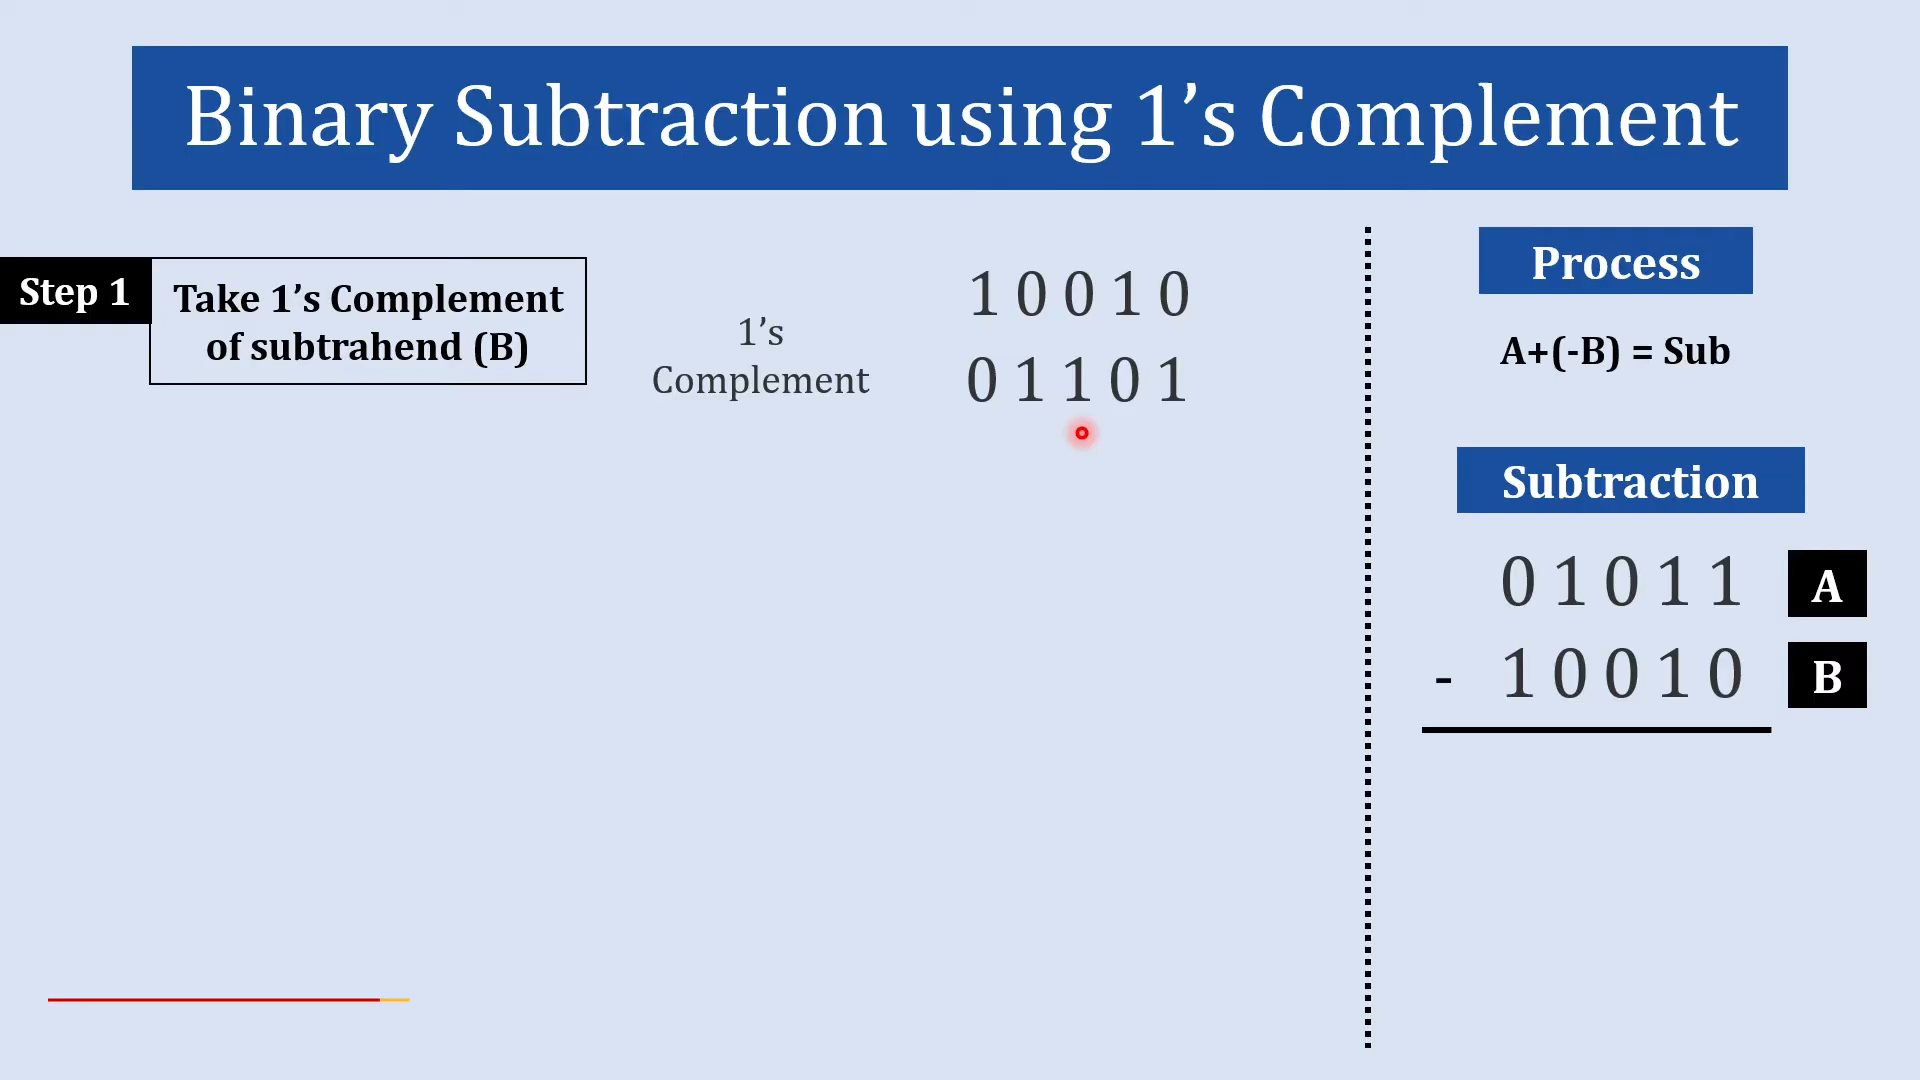 Binary Subtraction using 1’s Complement
Step 1
Take 1’s Complement
of subtrahend (B)
1’s
Complement
1 0 0 1 0
0 1 1 0 1
Process
A+(-B) = Sub
Subtraction
0 1 0 1 1 A
- 1 0 0 1 0 B